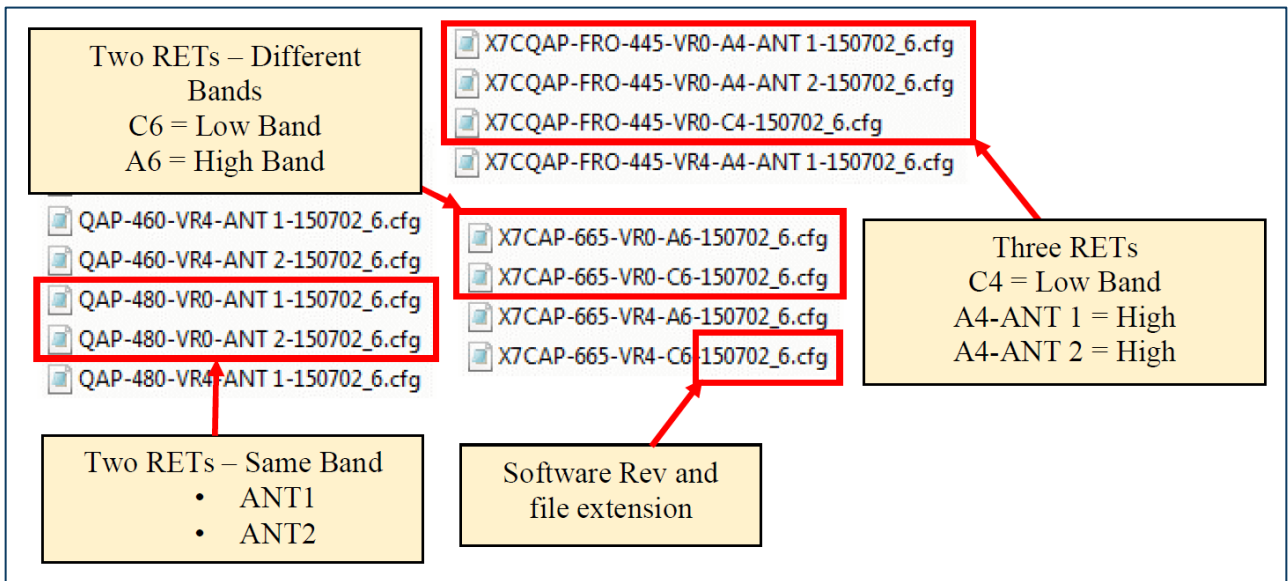 Two RETs – Different
Bands
C6 = Low Band
A6 = High Band
X7CQAP-FRO-445-VR0-A4-ANT 1-150702_6.cfg
X7CQAP-FRO-445-VR0-A4-ANT 2-150702_6.cfg
X7CQAP-FRO-445-VR0-C4-150702_6.cfg
X7CQAP-FRO-445-VR4-A4-ANT 1-150702_6.cfg
QAP-460-VR4-ANT 1-150702_6.cfg
QAP-460-VR4-ANT 2-150702_6.cfg
QAP-480-VR0-ANT 1-150702_6.cfg
QAP-480-VR0-ANT 2-150702_6.cfg
QAP-480-VR4-ANT 1-150702_6.cfg
X7CAP-665-VR0-A6-150702_6.cfg
X7CAP-665-VR0-C6-150702_6.cfg
X7CAP-665-VR4-A6-150702_6.cfg
X7CAP-665-VR4-C6-150702_6.cfg
Three RETs
C4 = Low Band
A4-ANT 1 = High
A4-ANT 2 = High
Two RETs – Same Band
• ANT1
• ANT2
Software Rev and
file extension